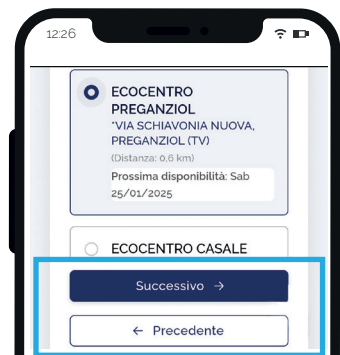 12:26
ECOCENTRO
PREGANZIOL
*VIA SCHIAVONIA NUOVA,
PREGANZIOL (TV)
(Distanza: 0,6 km)
Prossima disponibilità: Sab
25/01/2025
ECOCENTRO CASALE
Successivo →
← Precedente